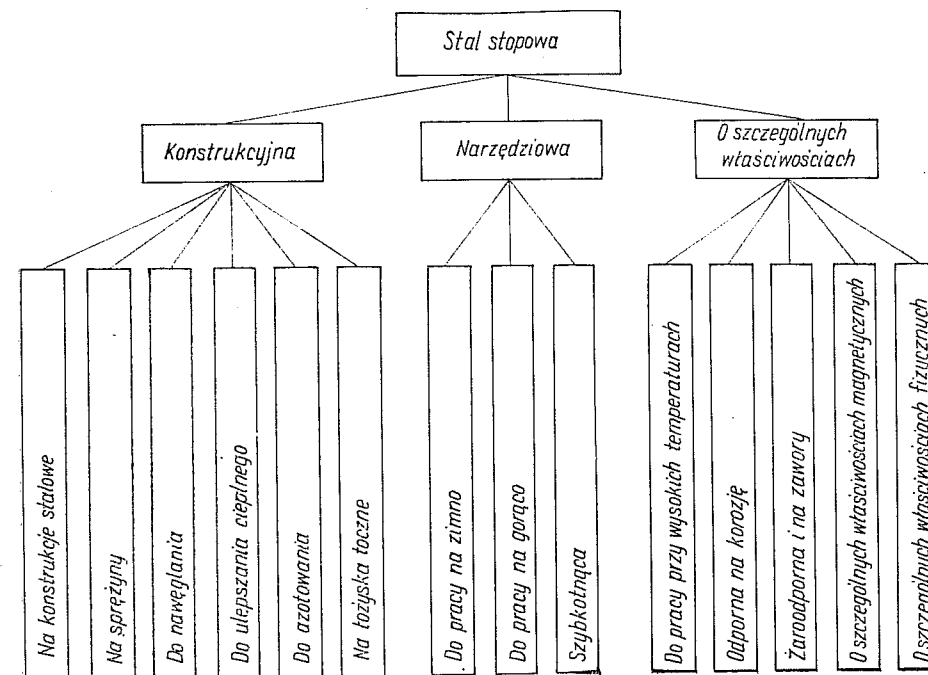 Stal stopowa
Konstrukcyjna
Narzędziowa
O szczególnych
właściwościach
Na konstrukcje stalowe
Na sprężyny
Do nawęglania
Do ulepszania cieplnego
Do azotowania
Na łożyska toczne
Do pracy na zimno
Do pracy na gorąco
Szybkotnąca
Do pracy przy wysokich temperaturach
Odporna na korozję
Żaroodporna i na zawory
O szczególnych właściwościach magnetycznych
O szczególnych właściwościach fizycznych